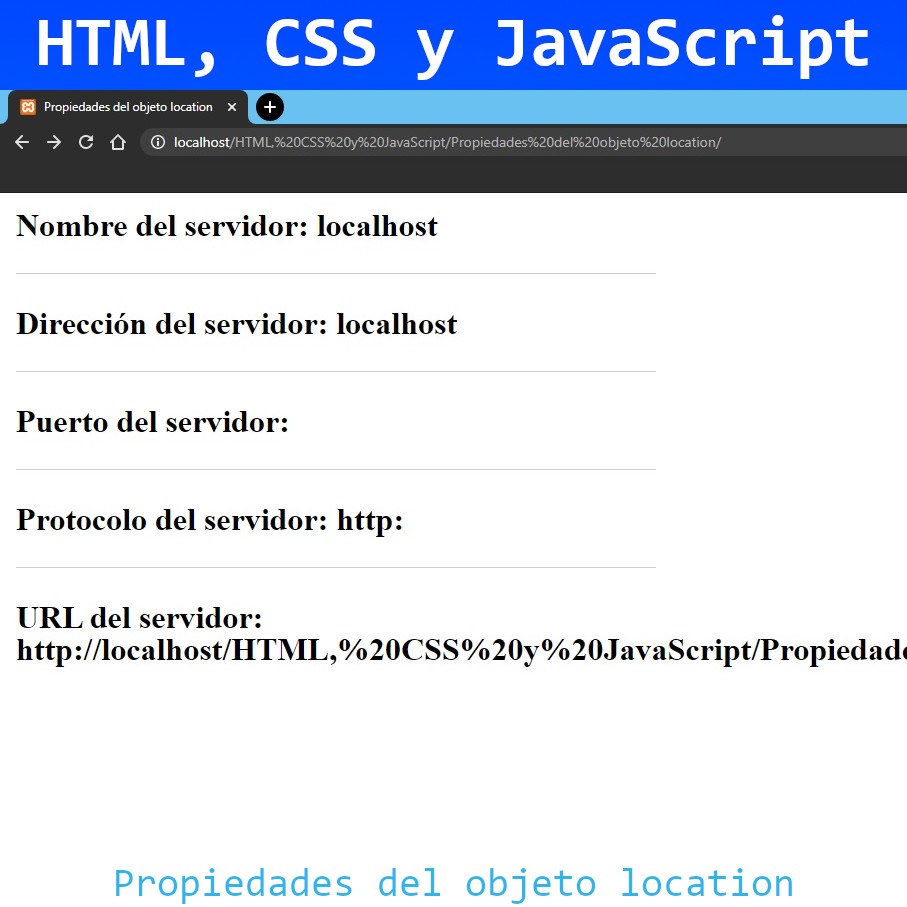 HTML, CSS y JavaScript
Propiedades del objeto location
localhost/HTML,%20CSS%20y%20JavaScript/Propiedades%20del%20objeto%20location/
Nombre del servidor: localhost
Dirección del servidor: localhost
Puerto del servidor:
Protocolo del servidor: http:
URL del servidor:
http://localhost/HTML,%20CSS%20y%20JavaScript/Propiedade
Propiedades del objeto location